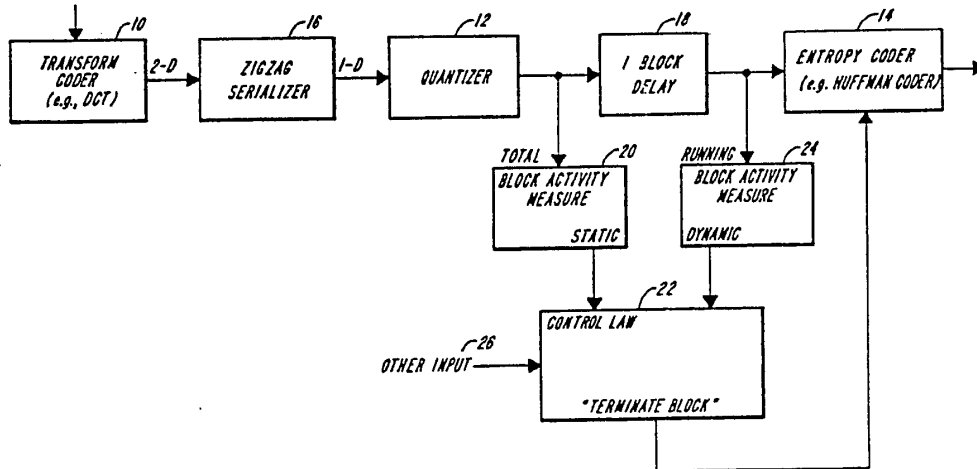 10
TRANSFORM
CODER
(e.g., DCT)
2-D
16
ZIGZAG
SERIALIZER
1-D
12
QUANTIZER
18
1 BLOCK
DELAY
14
ENTROPY CODER
(e.g. HUFFMAN CODER)
TOTAL
20
BLOCK ACTIVITY
MEASURE
STATIC
RUNNING
24
BLOCK ACTIVITY
MEASURE
DYNAMIC
22
CONTROL LAW
OTHER INPUT
26
"TERMINATE BLOCK"